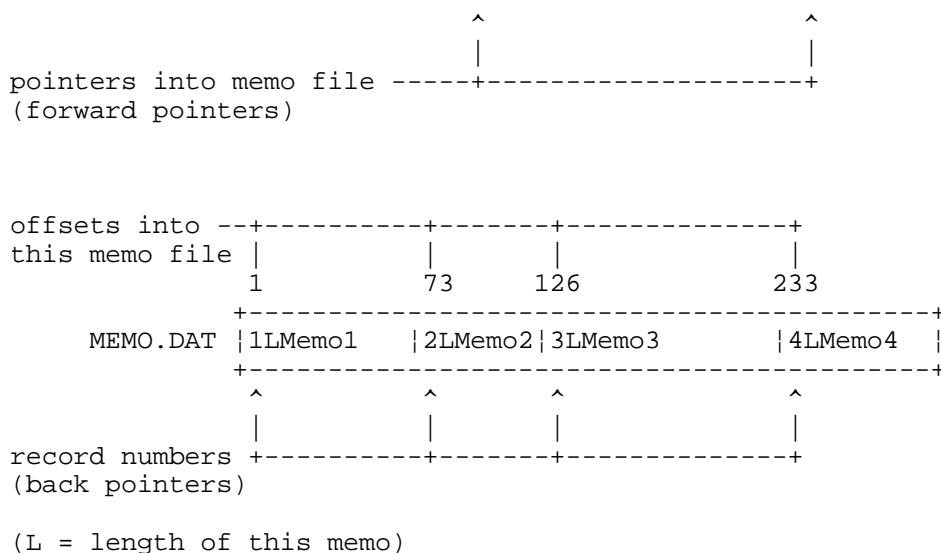 ^ ^
| |
pointers into memo file -----+--------------------+
(forward pointers)
offsets into --+----------+-------+--------------+
this memo file | | | |
1 73 126 233
+-------------------------------------------+
MEMO.DAT ¦1LMemo1 ¦2LMemo2¦3LMemo3 ¦4LMemo4 ¦
+-------------------------------------------+
^ ^ ^ ^
| | | |
record numbers +----------+-------+--------------+
(back pointers)
(L = length of this memo)